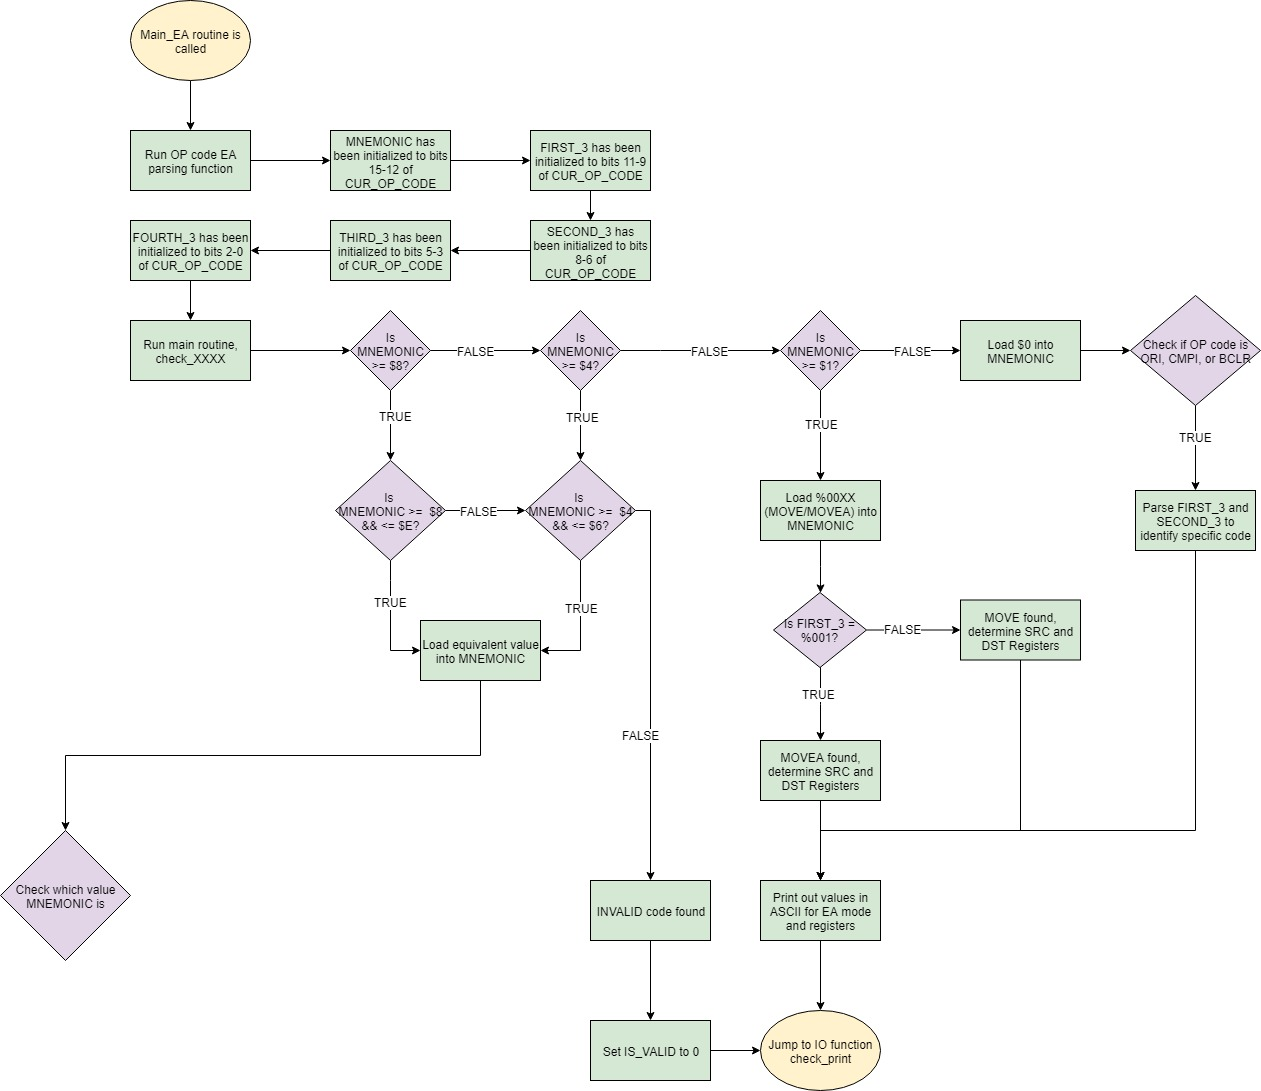 Main_EA routine is
called
Run OP code EA
parsing function
MNEMONIC has
been initialized to bits
15-12 of
CUR_OP_CODE
FIRST_3 has been
initialized to bits 11-9
of CUR_OP_CODE
FOURTH_3 has been
initialized to bits 2-0
of CUR_OP_CODE
THIRD_3 has been
initialized to bits 5-3
of CUR_OP_CODE
SECOND_3 has
been initialized to bits
8-6 of
CUR_OP_CODE
Run main routine,
check_XXXX
Is
MNEMONIC
>= $8?
FALSE
Is
MNEMONIC
>= $4?
FALSE
Is
MNEMONIC
>= $1?
FALSE
Load $0 into
MNEMONIC
Check if OP code is
ORI, CMPI, or BCLR
TRUE
TRUE
TRUE
TRUE
Is
MNEMONIC >= $8
&& <= $E?
FALSE
Is
MNEMONIC >= $4
&& <= $6?
Load %00XX
(MOVE/MOVEA) into
MNEMONIC
Parse FIRST_3 and
SECOND_3 to
identify specific code
TRUE
TRUE
Is FIRST_3 =
%001?
FALSE
MOVE found,
determine SRC and
DST Registers
Load equivalent value
into MNEMONIC
TRUE
FALSE
MOVEA found,
determine SRC and
DST Registers
Check which value
MNEMONIC is
INVALID code found
Print out values in
ASCII for EA mode
and registers
Set IS_VALID to 0
Jump to IO function
check_print